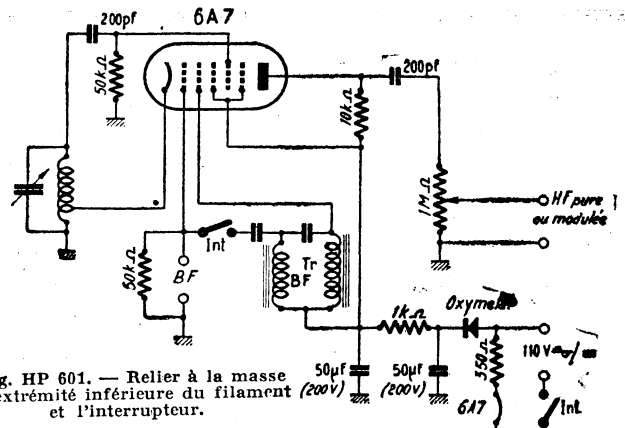 6A7
200pf
50kΩ
200pf
10kΩ
1MΩ
HF pure
ou modulée
Int
50kΩ
BF
Tr
BF
1kΩ
50µF
(200V)
50µF
(200V)
350Ω
110V
6A7
Int.
g. HP 601. — Relier à la masse
extrémité inférieure du filament
et l'interrupteur.